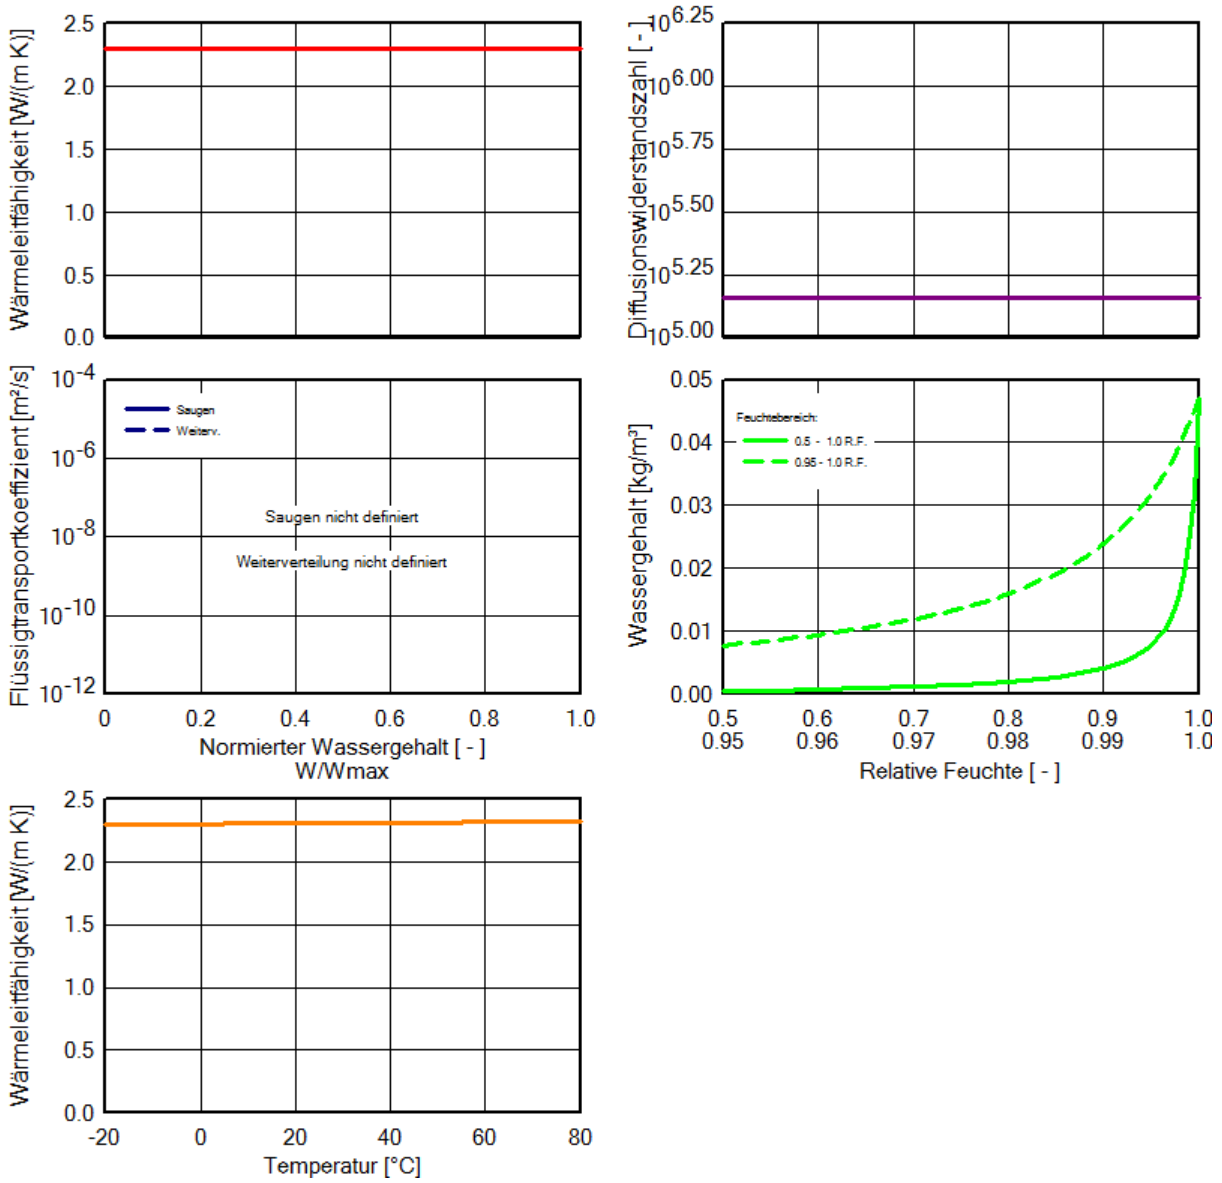 Wärmeleitfähigkeit [W/(m K)]
2.5
2.0
1.5
1.0
0.5
0.0
Diffusionswiderstandszahl [ - ]
10^6.25
10^6.00
10^5.75
10^5.50
10^5.25
10^5.00
Flüssigtransportkoeffizient [m²/s]
10^-4
10^-6
10^-8
10^-10
10^-12
Saugen
Weiterv.
Saugen nicht definiert
Weiterverteilung nicht definiert
0 0.2 0.4 0.6 0.8 1.0
Normierter Wassergehalt [ - ]
W/Wmax
Wassergehalt [kg/m³]
0.05
0.04
0.03
0.02
0.01
0.00
Feuchtebereich:
0.5 - 1.0 R.F.
0.95 - 1.0 R.F.
0.5 0.6 0.7 0.8 0.9 1.0
0.95 0.96 0.97 0.98 0.99 1.0
Relative Feuchte [ - ]
Wärmeleitfähigkeit [W/(m K)]
2.5
2.0
1.5
1.0
0.5
0.0
-20 0 20 40 60 80
Temperatur [°C]